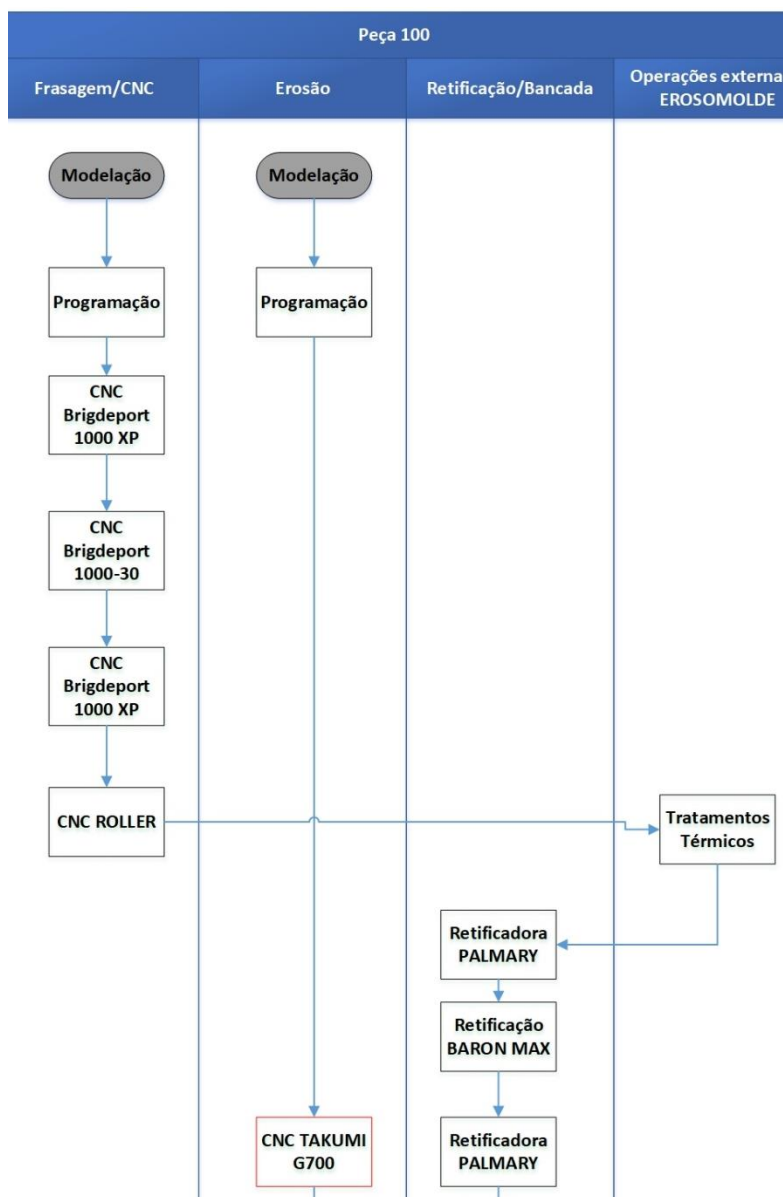 Peça 100
Frasagem/CNC
Erosão
Retificação/Bancada
Operações externa
EROSOMOLDE
Modelação
Modelação
Programação
Programação
CNC
Brigdeport
1000 XP
CNC
Brigdeport
1000-30
CNC
Brigdeport
1000 XP
CNC ROLLER
Tratamentos
Térmicos
Retificadora
PALMARY
Retificação
BARON MAX
CNC TAKUMI
G700
Retificadora
PALMARY